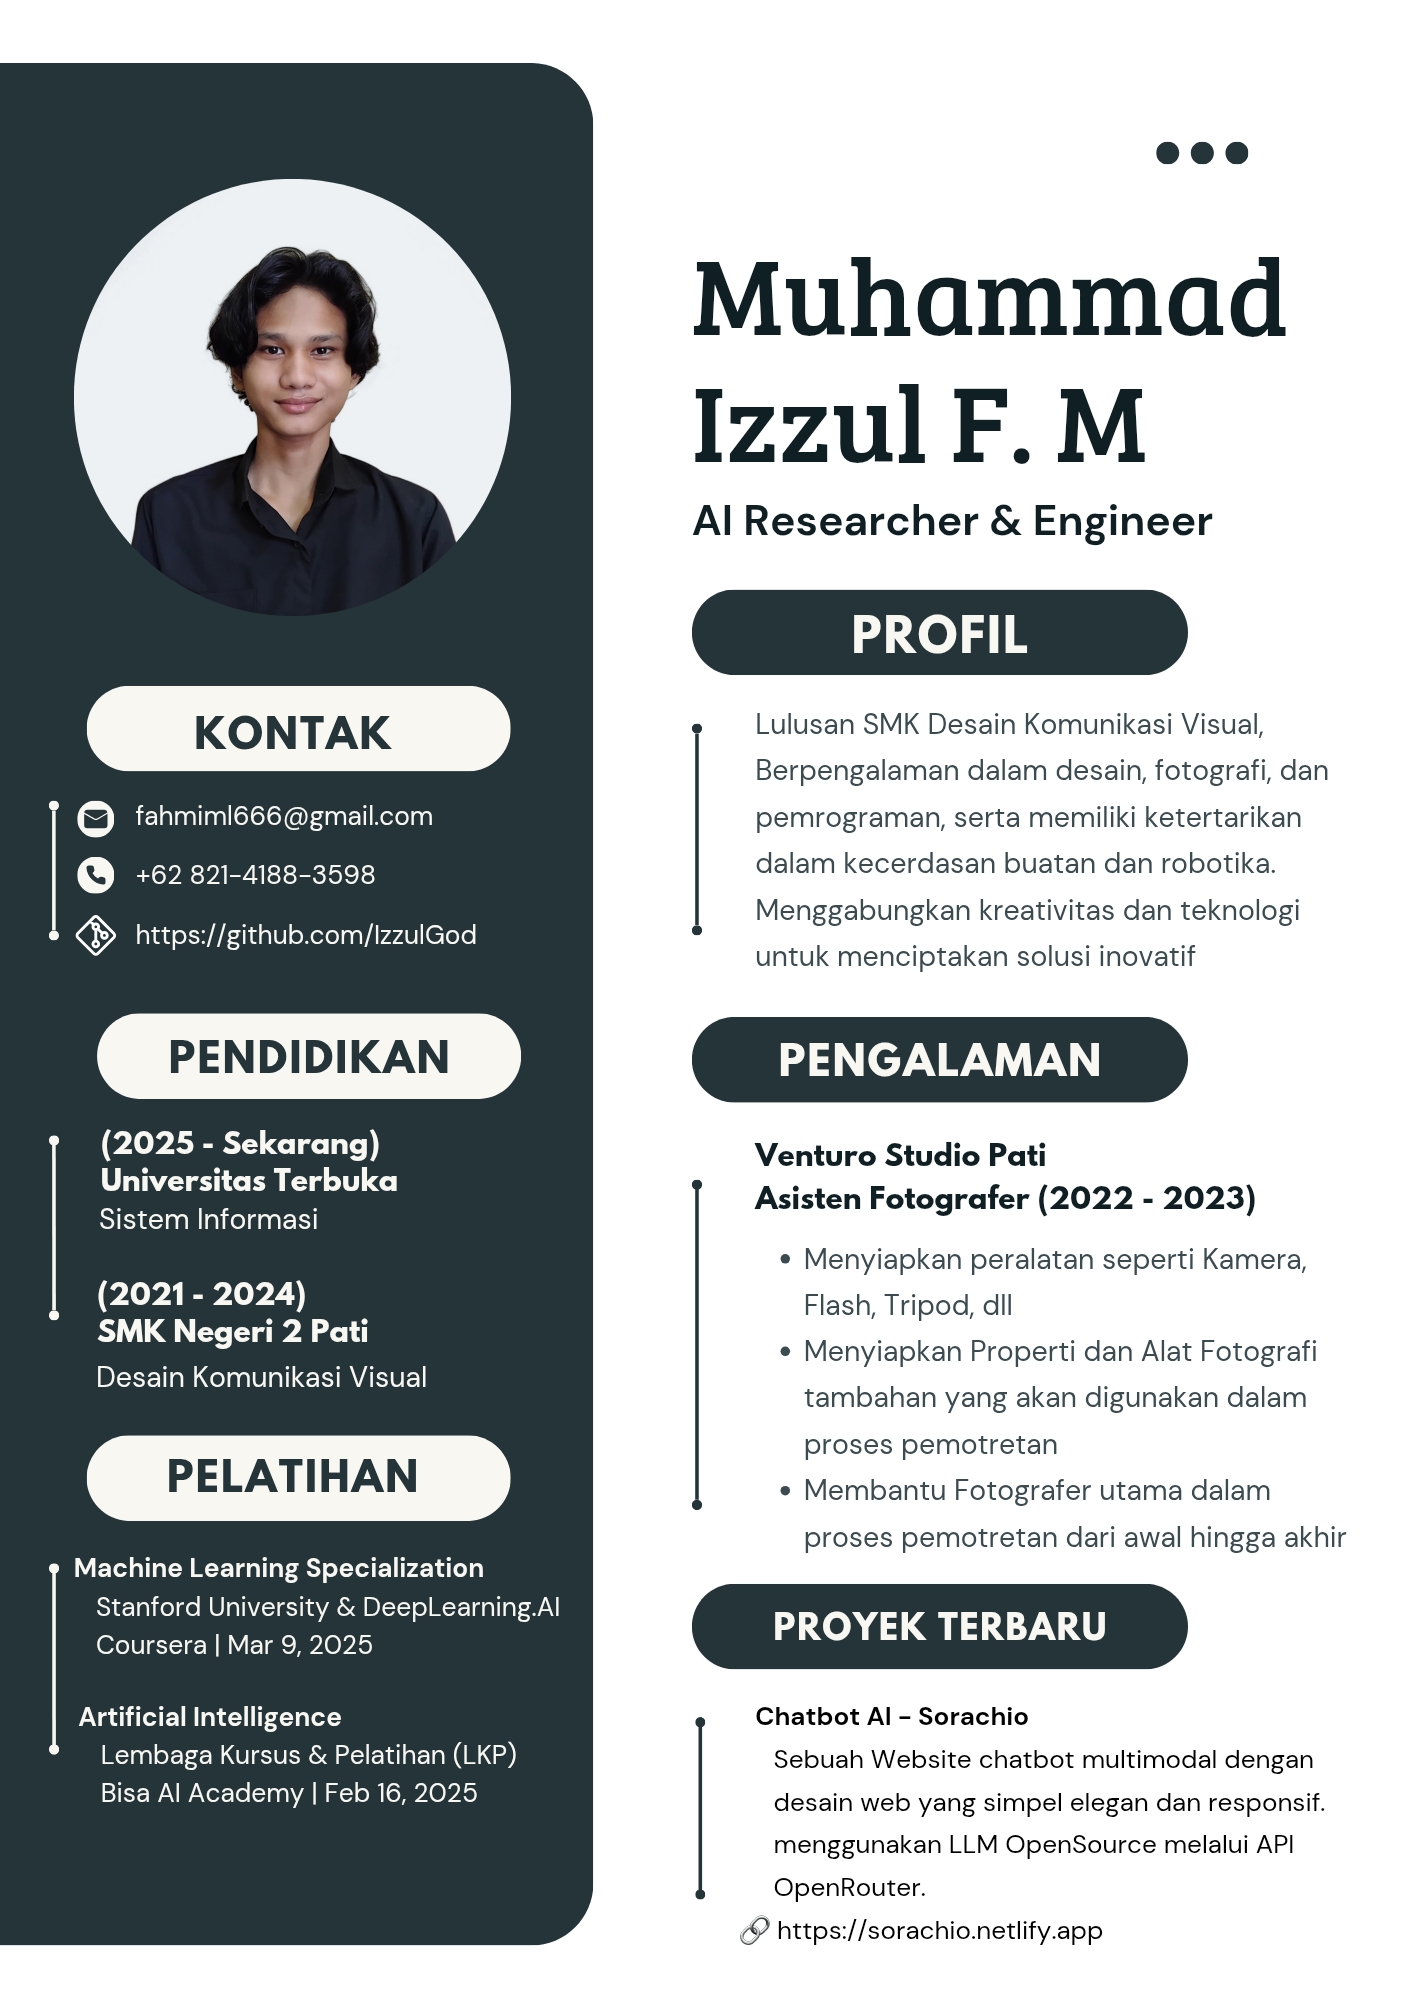 Muhammad
Izzul F. M
AI Researcher & Engineer
KONTAK
fahmiml666@gmail.com
+62 821-4188-3598
https://github.com/IzzulGod
PENDIDIKAN
(2025 - Sekarang)
Universitas Terbuka
Sistem Informasi
(2021 - 2024)
SMK Negeri 2 Pati
Desain Komunikasi Visual
PELATIHAN
Machine Learning Specialization
Stanford University & DeepLearning.AI
Coursera | Mar 9, 2025
Artificial Intelligence
Lembaga Kursus & Pelatihan (LKP)
Bisa AI Academy | Feb 16, 2025
PROFIL
Lulusan SMK Desain Komunikasi Visual,
Berpengalaman dalam desain, fotografi, dan
pemrograman, serta memiliki ketertarikan
dalam kecerdasan buatan dan robotika.
Menggabungkan kreativitas dan teknologi
untuk menciptakan solusi inovatif
PENGALAMAN
Venturo Studio Pati
Asisten Fotografer (2022 - 2023)
• Menyiapkan peralatan seperti Kamera,
Flash, Tripod, dll
• Menyiapkan Properti dan Alat Fotografi
tambahan yang akan digunakan dalam
proses pemotretan
• Membantu Fotografer utama dalam
proses pemotretan dari awal hingga akhir
PROYEK TERBARU
Chatbot AI - Sorachio
Sebuah Website chatbot multimodal dengan
desain web yang simpel elegan dan responsif.
menggunakan LLM OpenSource melalui API
OpenRouter.
https://sorachio.netlify.app